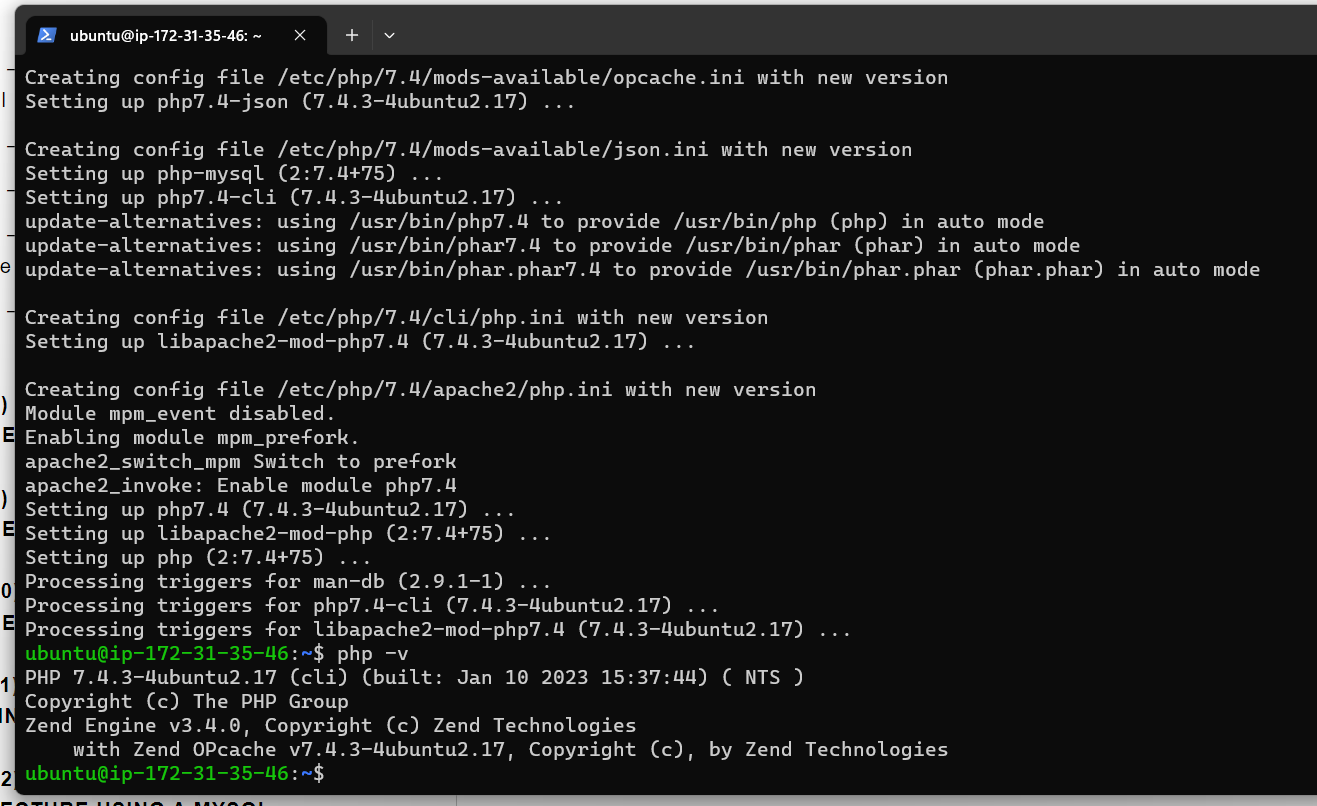 ubuntu@ip-172-31-35-46: ~
Creating config file /etc/php/7.4/mods-available/opcache.ini with new version
Setting up php7.4-json (7.4.3-4ubuntu2.17) ...
Creating config file /etc/php/7.4/mods-available/json.ini with new version
Setting up php-mysql (2:7.4+75) ...
Setting up php7.4-cli (7.4.3-4ubuntu2.17) ...
update-alternatives: using /usr/bin/php7.4 to provide /usr/bin/php (php) in auto mode
update-alternatives: using /usr/bin/phar7.4 to provide /usr/bin/phar (phar) in auto mode
update-alternatives: using /usr/bin/phar.phar7.4 to provide /usr/bin/phar.phar (phar.phar) in auto mode
Creating config file /etc/php/7.4/cli/php.ini with new version
Setting up libapache2-mod-php7.4 (7.4.3-4ubuntu2.17) ...
Creating config file /etc/php/7.4/apache2/php.ini with new version
Module mpm_event disabled.
Enabling module mpm_prefork.
apache2_switch_mpm Switch to prefork
apache2_invoke: Enable module php7.4
Setting up php7.4 (7.4.3-4ubuntu2.17) ...
Setting up libapache2-mod-php (2:7.4+75) ...
Setting up php (2:7.4+75) ...
Processing triggers for man-db (2.9.1-1) ...
Processing triggers for php7.4-cli (7.4.3-4ubuntu2.17) ...
Processing triggers for libapache2-mod-php7.4 (7.4.3-4ubuntu2.17) ...
ubuntu@ip-172-31-35-46:~$ php -v
PHP 7.4.3-4ubuntu2.17 (cli) (built: Jan 10 2023 15:37:44) ( NTS )
Copyright (c) The PHP Group
Zend Engine v3.4.0, Copyright (c) Zend Technologies
with Zend OPcache v7.4.3-4ubuntu2.17, Copyright (c), by Zend Technologies
ubuntu@ip-172-31-35-46:~$